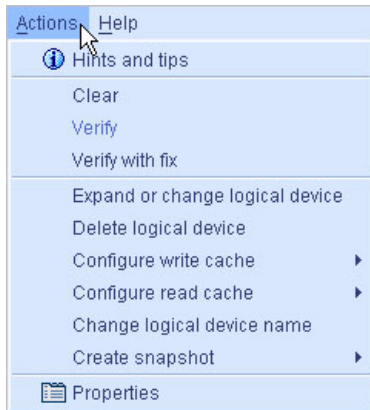 Actions Help
Hints and tips
Clear
Verify
Verify with fix
Expand or change logical device
Delete logical device
Configure write cache
Configure read cache
Change logical device name
Create snapshot
Properties